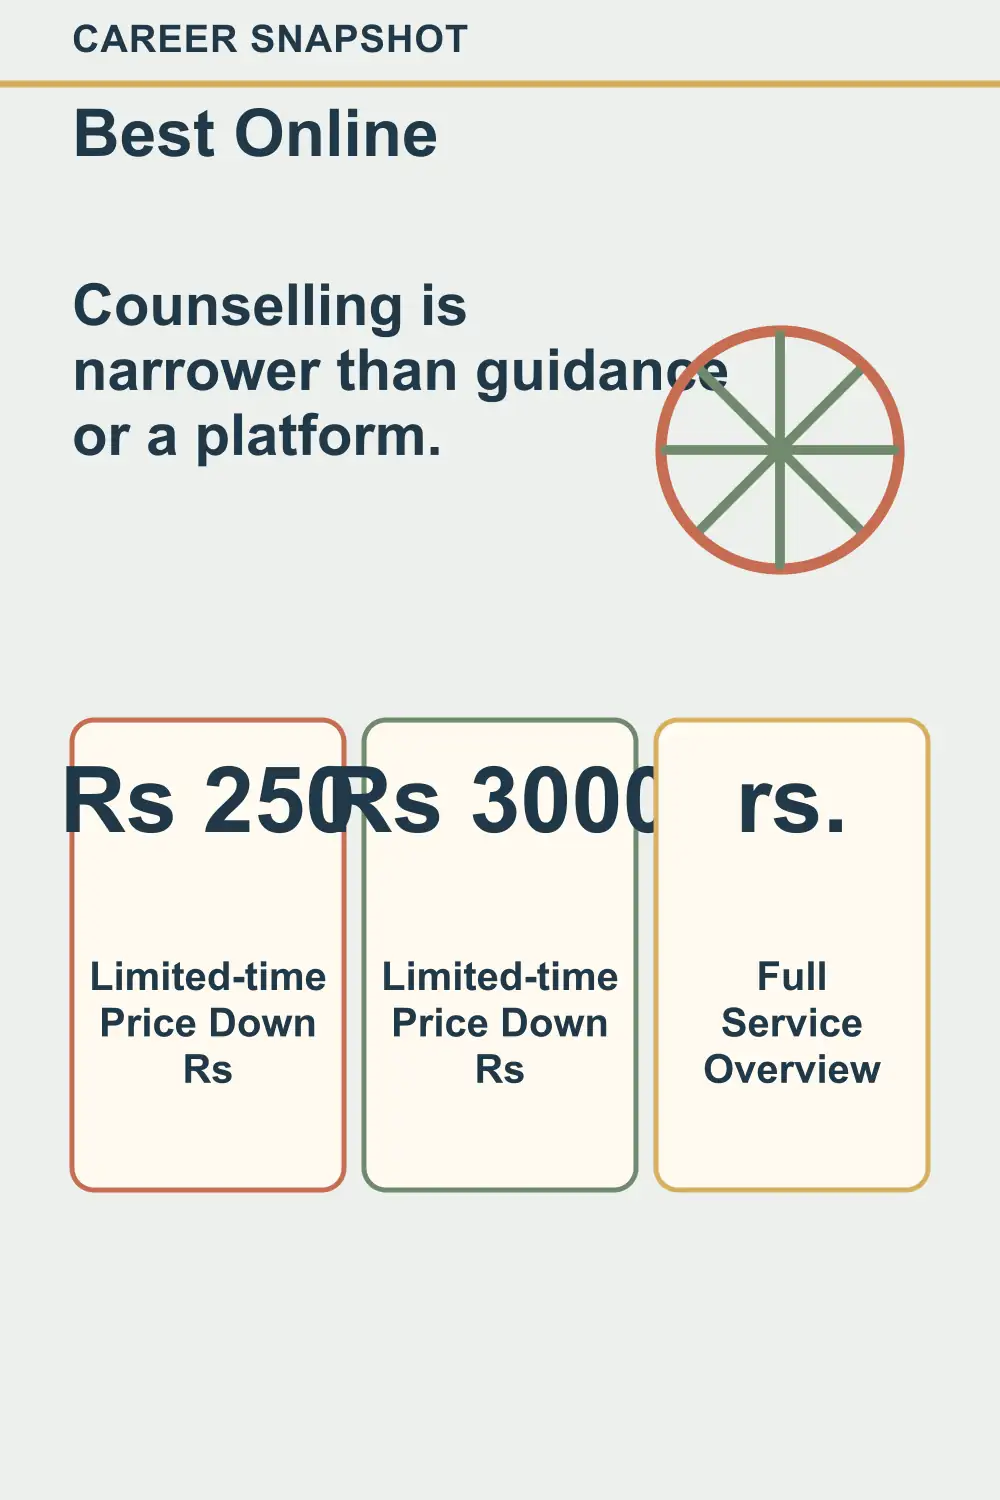 CAREER SNAPSHOT
Best Online
Counselling is
narrower than guidance
or a platform.
Rs 250
Rs 3000
rs.
Limited-time
Price Down
Rs
Limited-time
Price Down
Rs
Full
Service
Overview